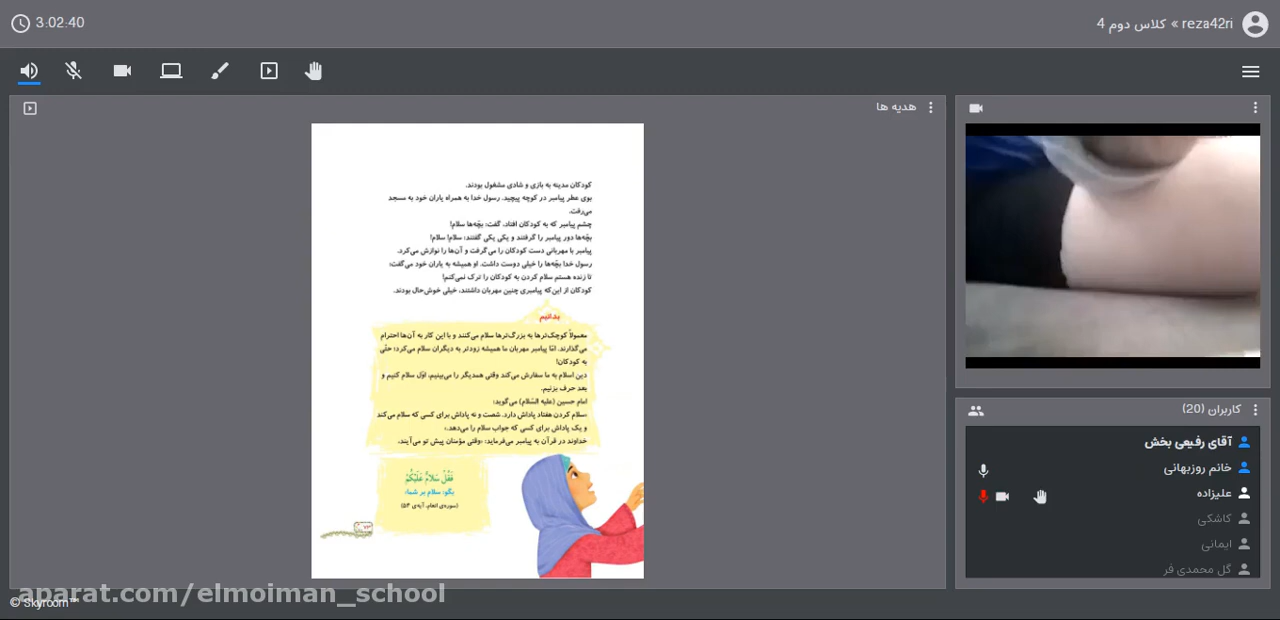 3:02:40
reza42ri » کلاس دوم 4
هدیه ها
کودکان مدینه به بازی و شادی مشغول بودند.
بوی عطر پیامبر در کوچه پیچید. رسول خدا به همراه یاران خود به مسجد
می‌رفت.
چشم پیامبر که به کودکان افتاد، گفت: بچّه‌ها سلام!
بچّه‌ها دور پیامبر را گرفتند و یکی یکی گفتند: سلام! سلام!
پیامبر با مهربانی دست کودکان را می‌گرفت و آن‌ها را نوازش می‌کرد.
رسول خدا بچّه‌ها را خیلی دوست داشت. او همیشه به یاران خود می‌گفت:
تا زنده هستم سلام کردن به کودکان را ترک نمی‌کنم!
کودکان از این‌که پیامبری چنین مهربان داشتند، خیلی خوش‌حال بودند.
بدانیم
معمولاً کوچک‌ترها به بزرگ‌ترها سلام می‌کنند و با این کار به آن‌ها احترام
می‌گذارند. امّا پیامبر مهربان ما همیشه زودتر به دیگران سلام می‌کرد؛ حتّی
به کودکان!
دین اسلام به ما سفارش می‌کند وقتی همدیگر را می‌بینیم، اوّل سلام کنیم و
بعد حرف بزنیم.
امام حسین (علیه السّلام) می‌گوید:
«سلام کردن هفتاد پاداش دارد. شصت و نه پاداش برای کسی که سلام می‌کند
و یک پاداش برای کسی که جواب سلام را می‌دهد.»
خداوند در قرآن به پیامبر می‌فرماید: «وقتی مؤمنان پیش تو می‌آیند،
فَقُلْ سَلامٌ عَلَیْکُمْ
بگو: سلام بر شما»
(سوره‌ی انعام، آیه‌ی ۵۴)
کاربران (20)
آقای رفیعی بخش
خانم روزبهانی
علیزاده
کاشکی
ایمانی
گل محمدی فر
aparat.com/elmoiman_school
© Skyroom™